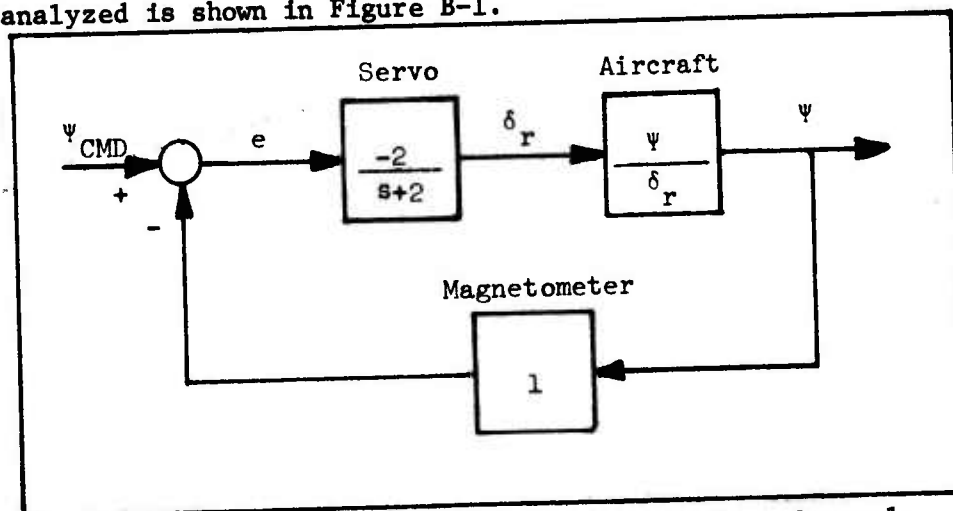 analyzed is shown in Figure B-1.
Servo
Aircraft
Ψ CMD
+
-
e
-2
s+2
δ r
Ψ
δ r
Ψ
Magnetometer
1